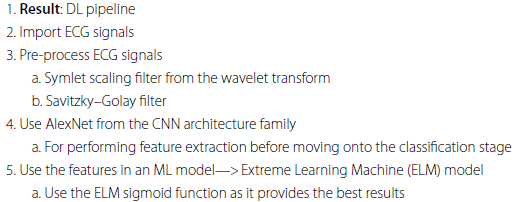 1. Result: DL pipeline
2. Import ECG signals
3. Pre-process ECG signals
a. Symlet scaling filter from the wavelet transform
b. Savitzky–Golay filter
4. Use AlexNet from the CNN architecture family
a. For performing feature extraction before moving onto the classification stage
5. Use the features in an ML model—> Extreme Learning Machine (ELM) model
a. Use the ELM sigmoid function as it provides the best results